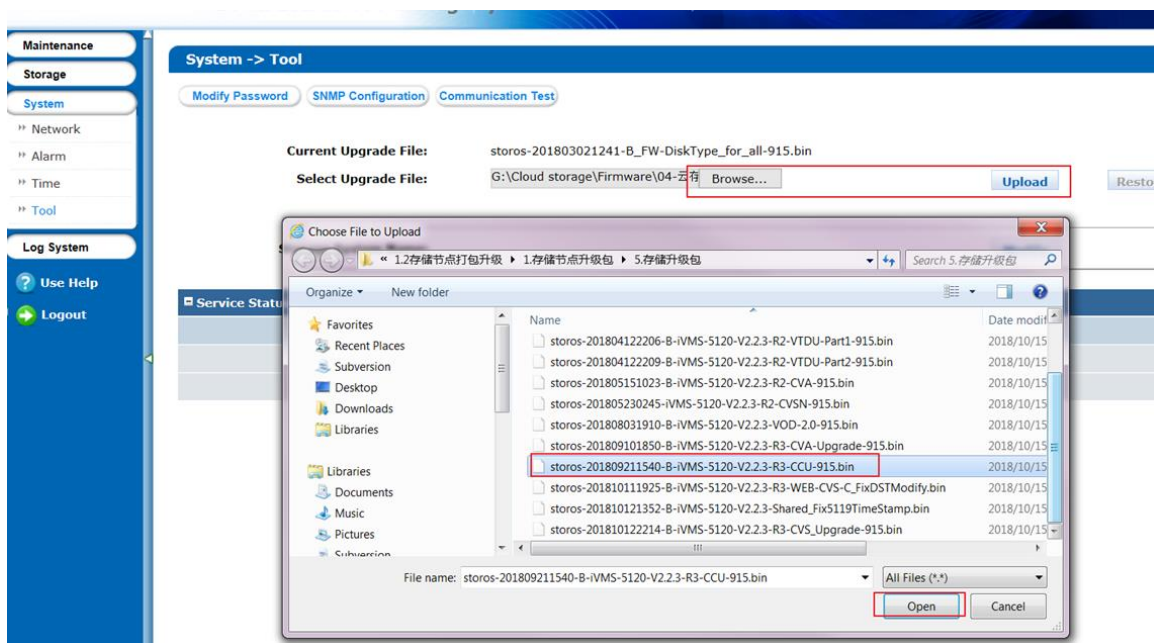 Maintenance
Storage
System
Network
Alarm
Time
Tool
Log System
Use Help
Logout
System -> Tool
Modify Password SNMP Configuration Communication Test
Current Upgrade File: storos-201803021241-B_FW-DiskType_for_all-915.bin
Select Upgrade File: G:\Cloud storage\Firmware\04-云存 Browse... Upload Resto
Service Statu
Choose File to Upload
« 1.2存储节点打包升级 ▸ 1.存储节点升级包 ▸ 5.存储升级包 Search 5.存储升级包
Organize ▾ New folder
Favorites
Recent Places
Subversion
Desktop
Downloads
Libraries
Libraries
Documents
Music
Pictures
Subversion
Name Date modif
storos-201804122206-B-iVMS-5120-V2.2.3-R2-VTDU-Part1-915.bin 2018/10/15
storos-201804122209-B-iVMS-5120-V2.2.3-R2-VTDU-Part2-915.bin 2018/10/15
storos-201805151023-B-iVMS-5120-V2.2.3-R2-CVA-915.bin 2018/10/15
storos-201805230245-iVMS-5120-V2.2.3-R2-CVSN-915.bin 2018/10/15
storos-201808031910-B-iVMS-5120-V2.2.3-VOD-2.0-915.bin 2018/10/15
storos-201809101850-B-iVMS-5120-V2.2.3-R3-CVA-Upgrade-915.bin 2018/10/15
storos-201809211540-B-iVMS-5120-V2.2.3-R3-CCU-915.bin 2018/10/15
storos-201810111925-B-iVMS-5120-V2.2.3-R3-WEB-CVS-C_FixDSTModify.bin 2018/10/15
storos-201810121352-B-iVMS-5120-V2.2.3-Shared_Fix5119TimeStamp.bin 2018/10/15
storos-201810122214-B-iVMS-5120-V2.2.3-R3-CVS_Upgrade-915.bin 2018/10/15
File name: storos-201809211540-B-iVMS-5120-V2.2.3-R3-CCU-915.bin All Files (*.*)
Open Cancel